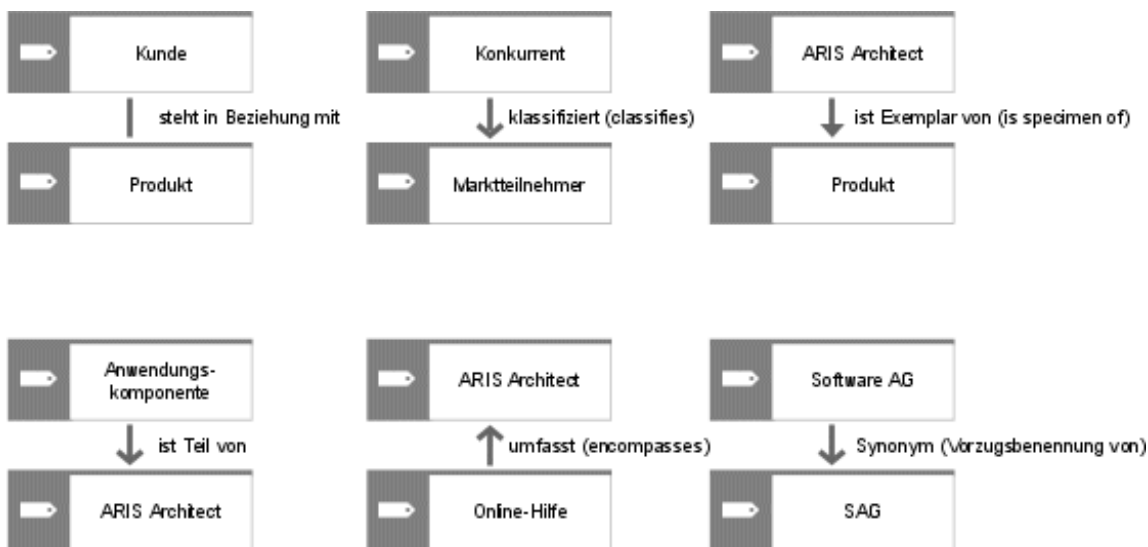 Kunde
Konkurrent
ARIS Architect
steht in Beziehung mit
klassifiziert (classifies)
ist Exemplar von (is specimen of)
Produkt
Marktteilnehmer
Produkt
Anwendungs-
komponente
ARIS Architect
Software AG
ist Teil von
umfasst (encompasses)
Synonym (Vorzugsbenennung von)
ARIS Architect
Online-Hilfe
SAG